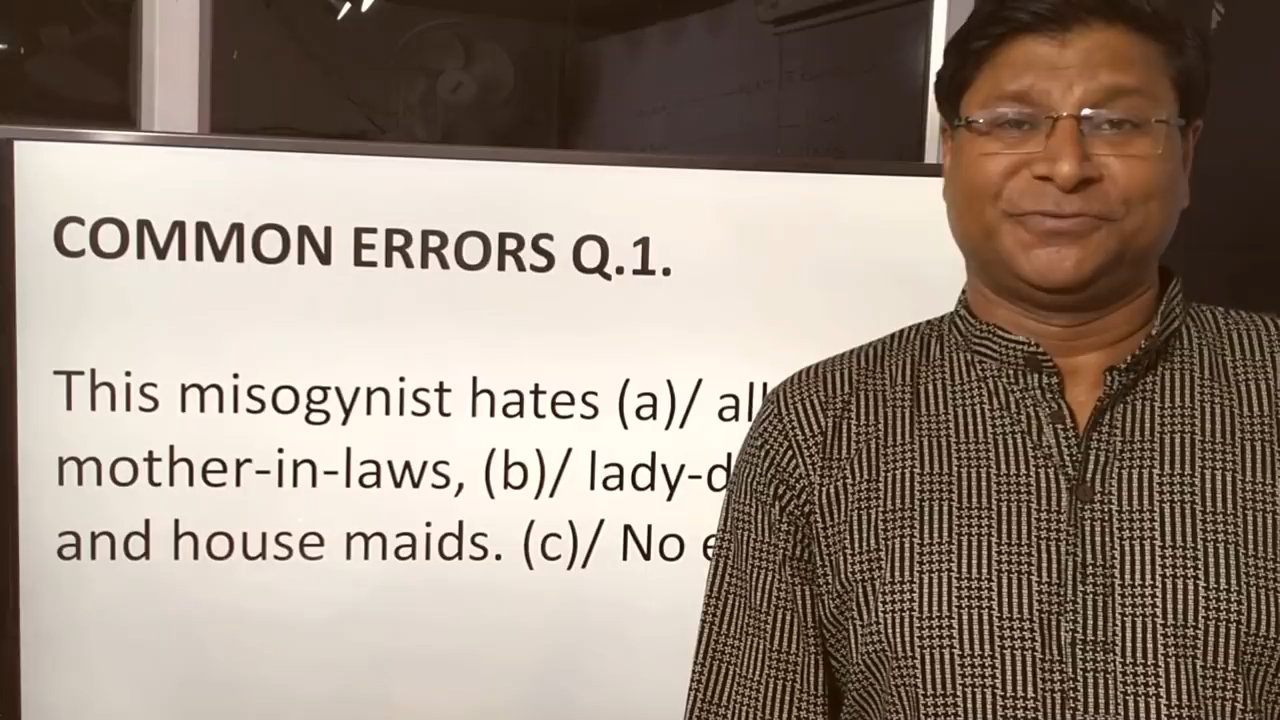 COMMON ERRORS Q.1.
This misogynist hates (a)/ all
mother-in-laws, (b)/ lady-d
and house maids. (c)/ No